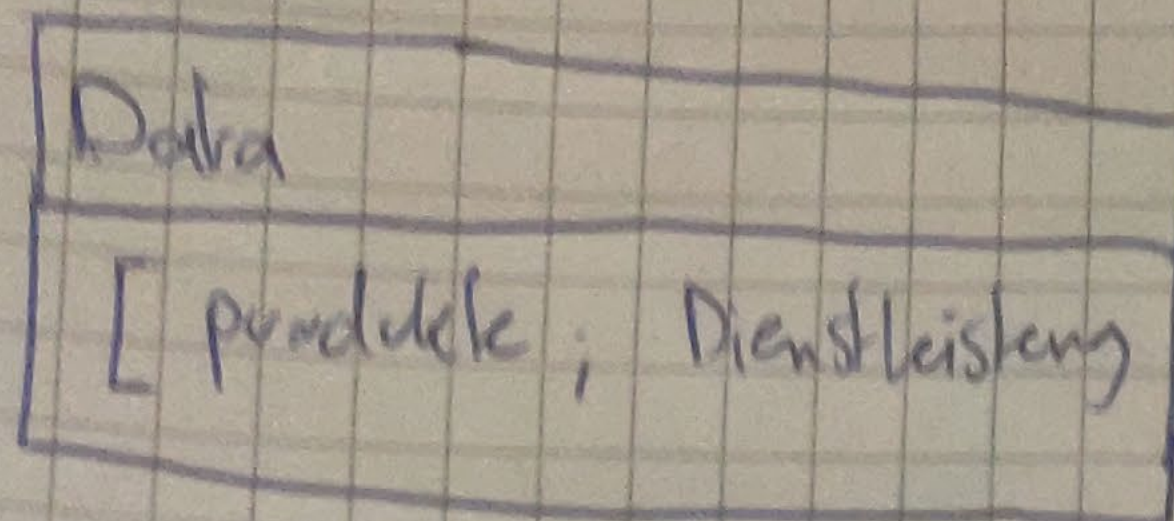 Data
[ produkte ; Dienstleistung